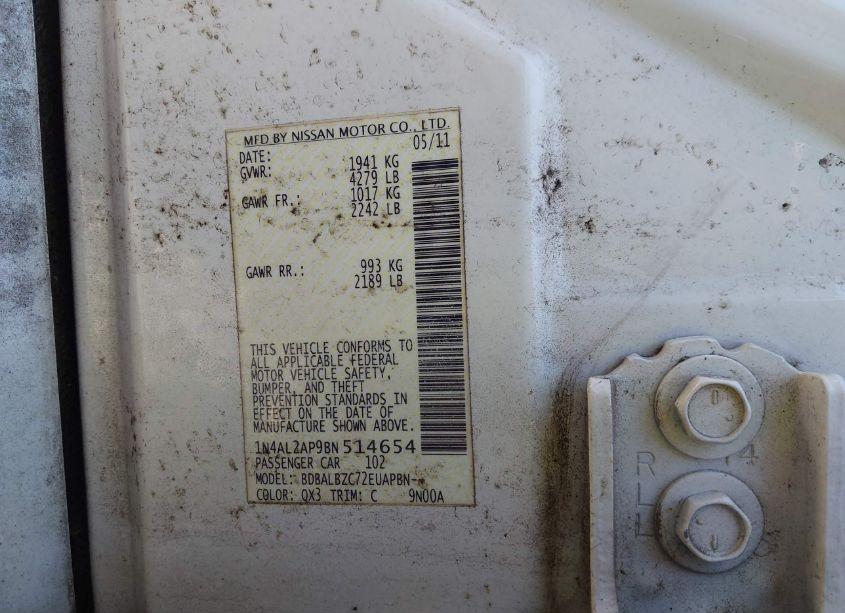 MFD BY NISSAN MOTOR CO., LTD.
DATE: 05/11
GVWR: 1941 KG
4279 LB
GAWR FR.: 1017 KG
2242 LB
GAWR RR.: 993 KG
2189 LB
THIS VEHICLE CONFORMS TO
ALL APPLICABLE FEDERAL
MOTOR VEHICLE SAFETY,
BUMPER, AND THEFT
PREVENTION STANDARDS IN
EFFECT ON THE DATE OF
MANUFACTURE SHOWN ABOVE.
1N4AL2AP9BN514654
PASSENGER CAR 102
MODEL: BDBALBZC72EUAPBN-
COLOR: QX3 TRIM: C 9N00A